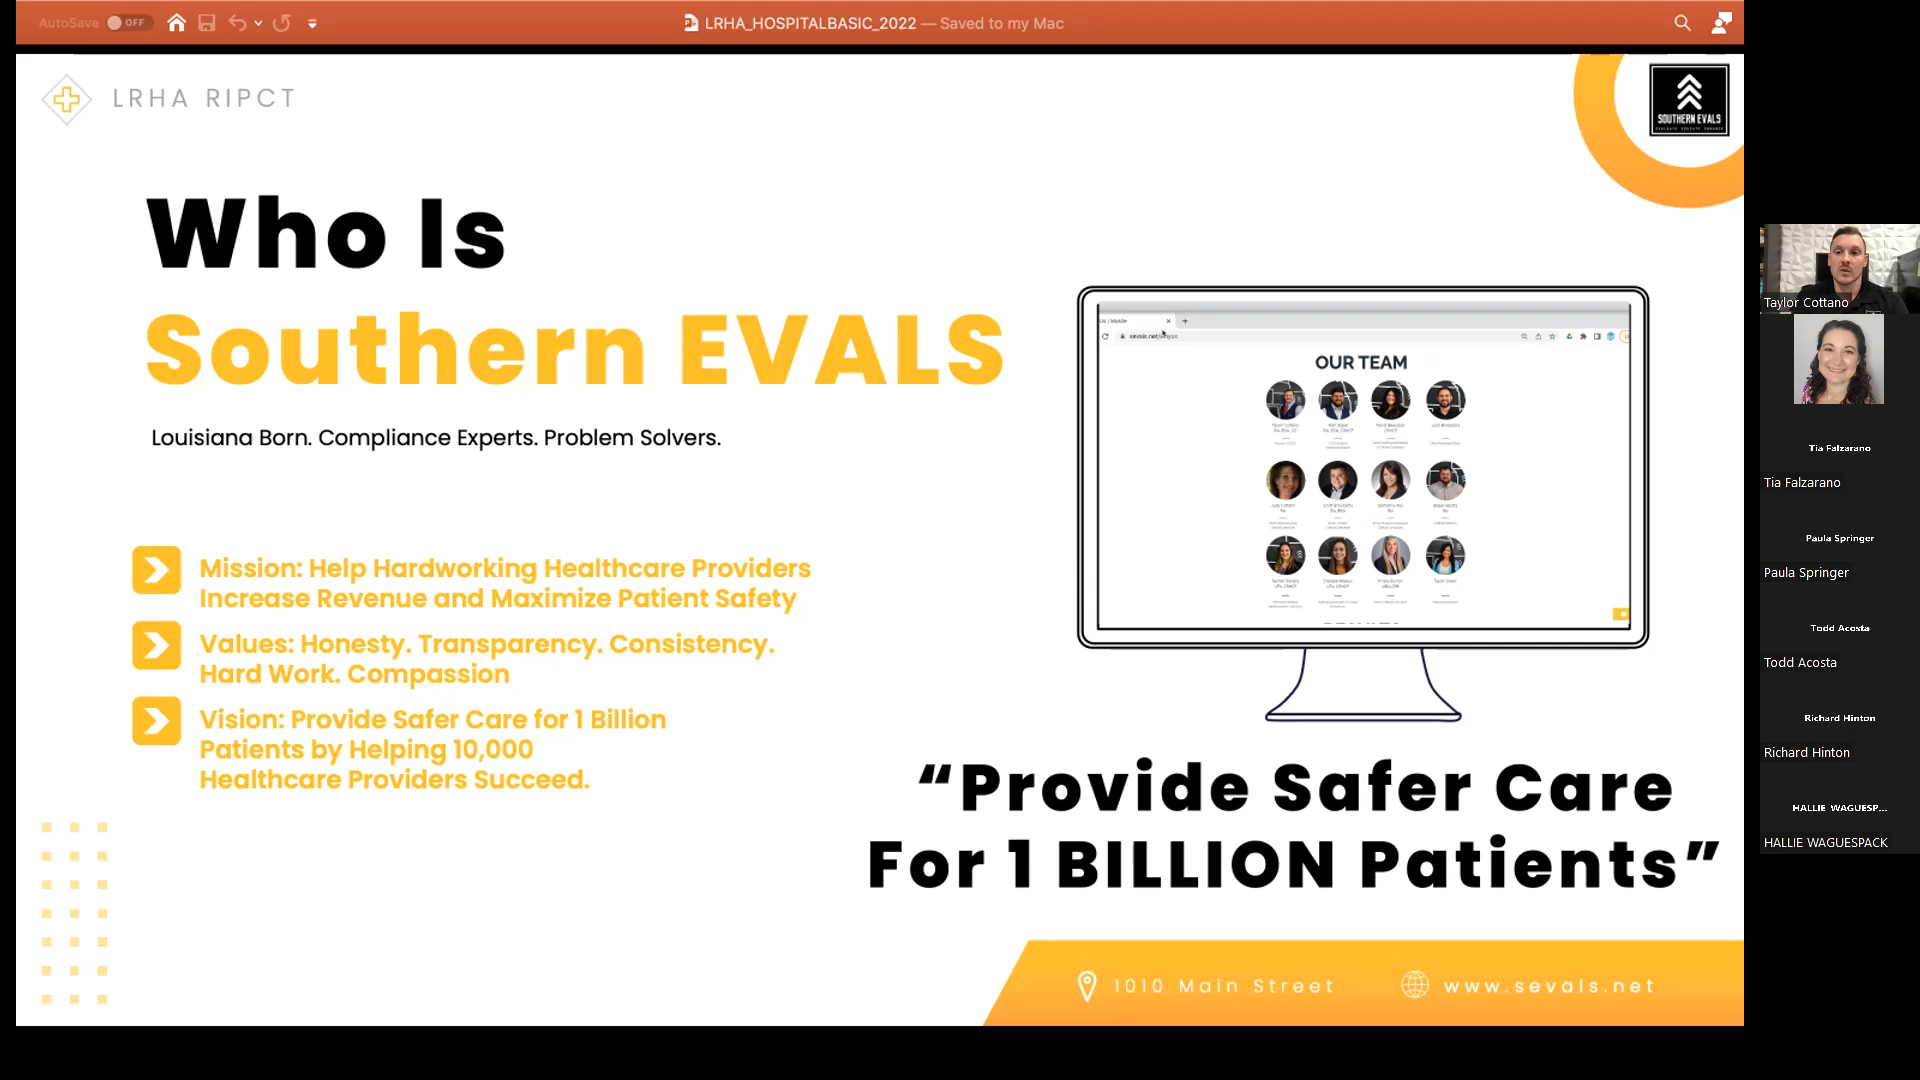 AutoSave OFF
LRHA_HOSPITALBASIC_2022 — Saved to my Mac
LRHA RIPCT
SOUTHERN EVALS
Who Is
Southern EVALS
Louisiana Born. Compliance Experts. Problem Solvers.
Mission: Help Hardworking Healthcare Providers
Increase Revenue and Maximize Patient Safety
Values: Honesty. Transparency. Consistency.
Hard Work. Compassion
Vision: Provide Safer Care for 1 Billion
Patients by Helping 10,000
Healthcare Providers Succeed.
OUR TEAM
“Provide Safer Care
For 1 BILLION Patients”
1010 Main Street
www.sevals.net
Taylor Cottano
Tia Falzarano
Tia Falzarano
Paula Springer
Paula Springer
Todd Acosta
Todd Acosta
Richard Hinton
Richard Hinton
HALLIE WAGUESP...
HALLIE WAGUESPACK